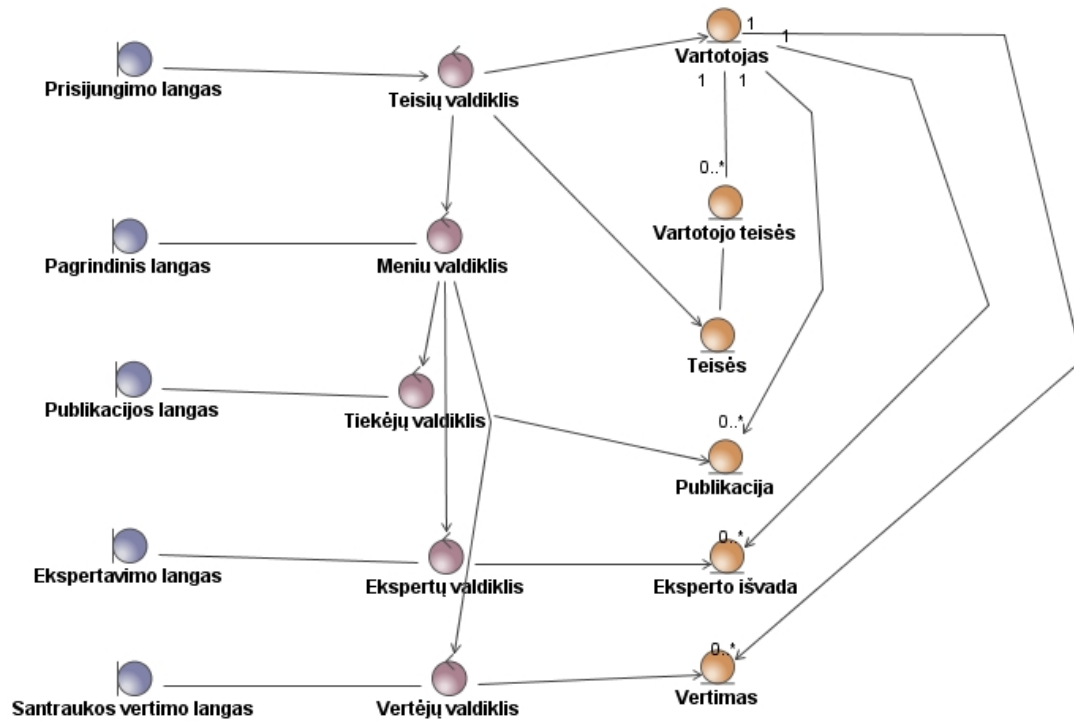 1
1
Vartotojas
Prisijungimo langas
Teisių valdiklis
1
1
0..*
Vartotojo teisės
Pagrindinis langas
Meniu valdiklis
Teisės
Publikacijos langas
Tiekėjų valdiklis
0..*
Publikacija
0..*
Ekspertavimo langas
Ekspertų valdiklis
Eksperto išvada
0..*
Santraukos vertimo langas
Vertėjų valdiklis
Vertimas